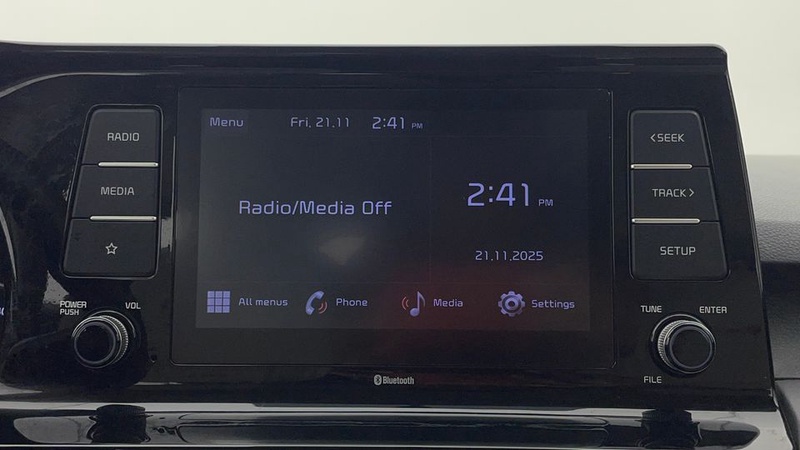 Menu Fri, 21.11 2:41 PM
RADIO
MEDIA
Radio/Media Off
2:41 PM
21.11.2025
All menus Phone Media Settings
POWER PUSH VOL
Bluetooth
<SEEK
TRACK>
SETUP
TUNE ENTER
FILE